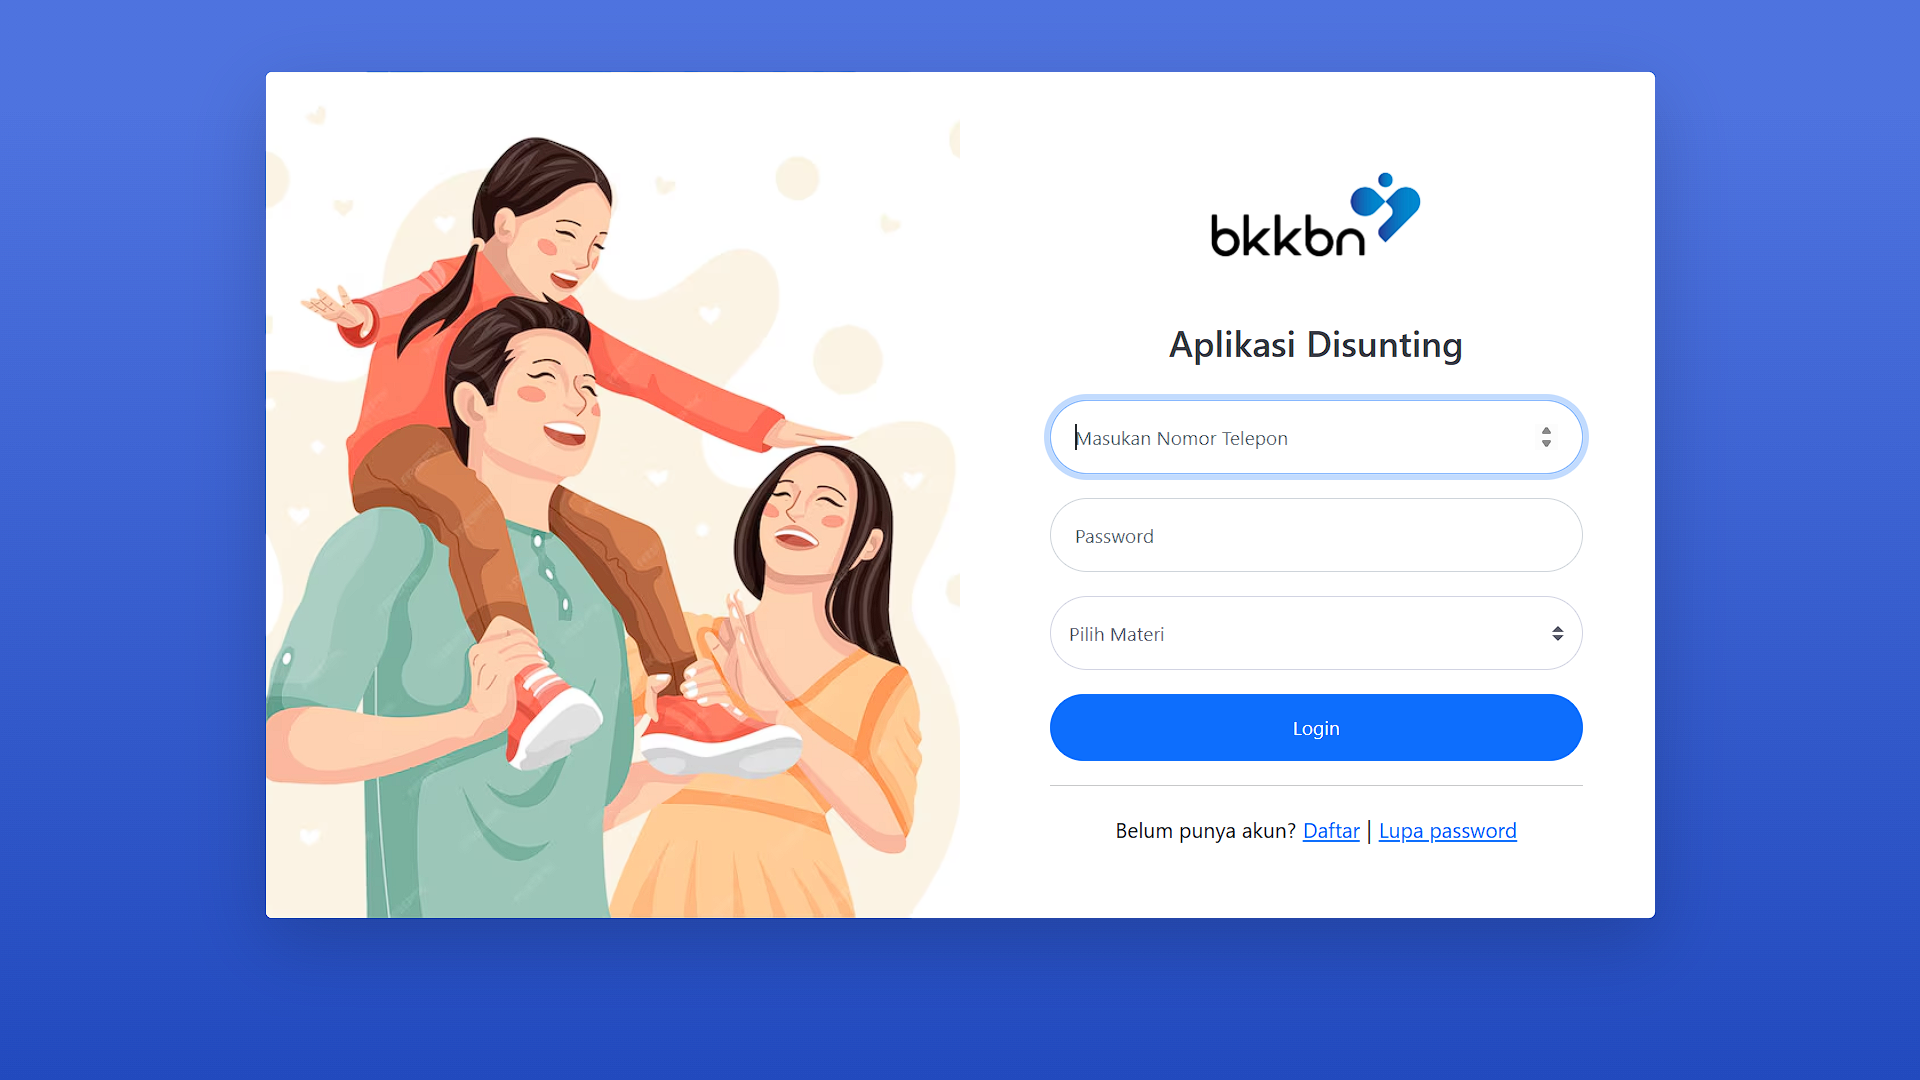 bkkbn
Aplikasi Disunting
Masukan Nomor Telepon
Password
Pilih Materi
Login
Belum punya akun? Daftar | Lupa password